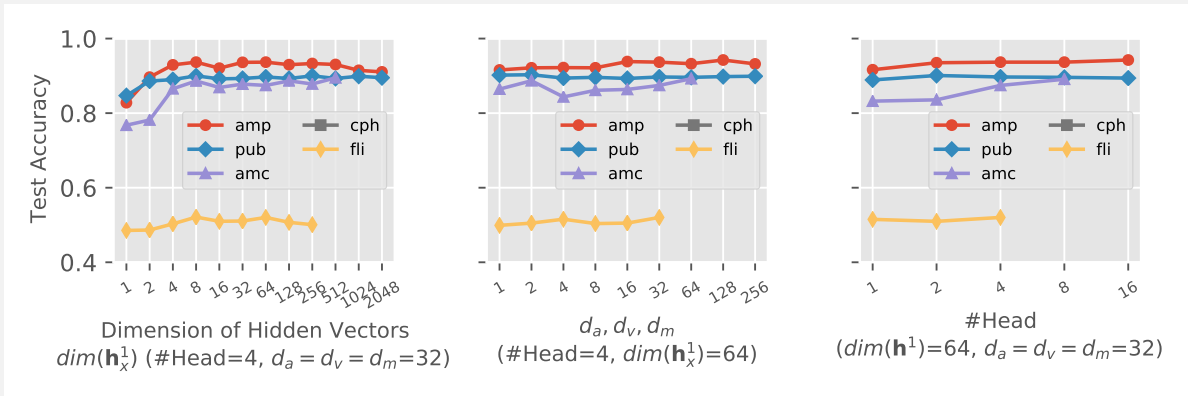 Test Accuracy
1.0
0.8
0.6
0.4
amp cph
pub fli
amc
1 2 4 8 16 32 64 128 256 512 1024 2048
Dimension of Hidden Vectors
dim(h¹ₓ) (#Head=4, dₐ = dᵥ = dₘ=32)
amp cph
pub fli
amc
1 2 4 8 16 32 64 128 256
dₐ, dᵥ, dₘ
(#Head=4, dim(h¹ₓ)=64)
amp cph
pub fli
amc
1 2 4 8 16
#Head
(dim(h¹)=64, dₐ = dᵥ = dₘ=32)